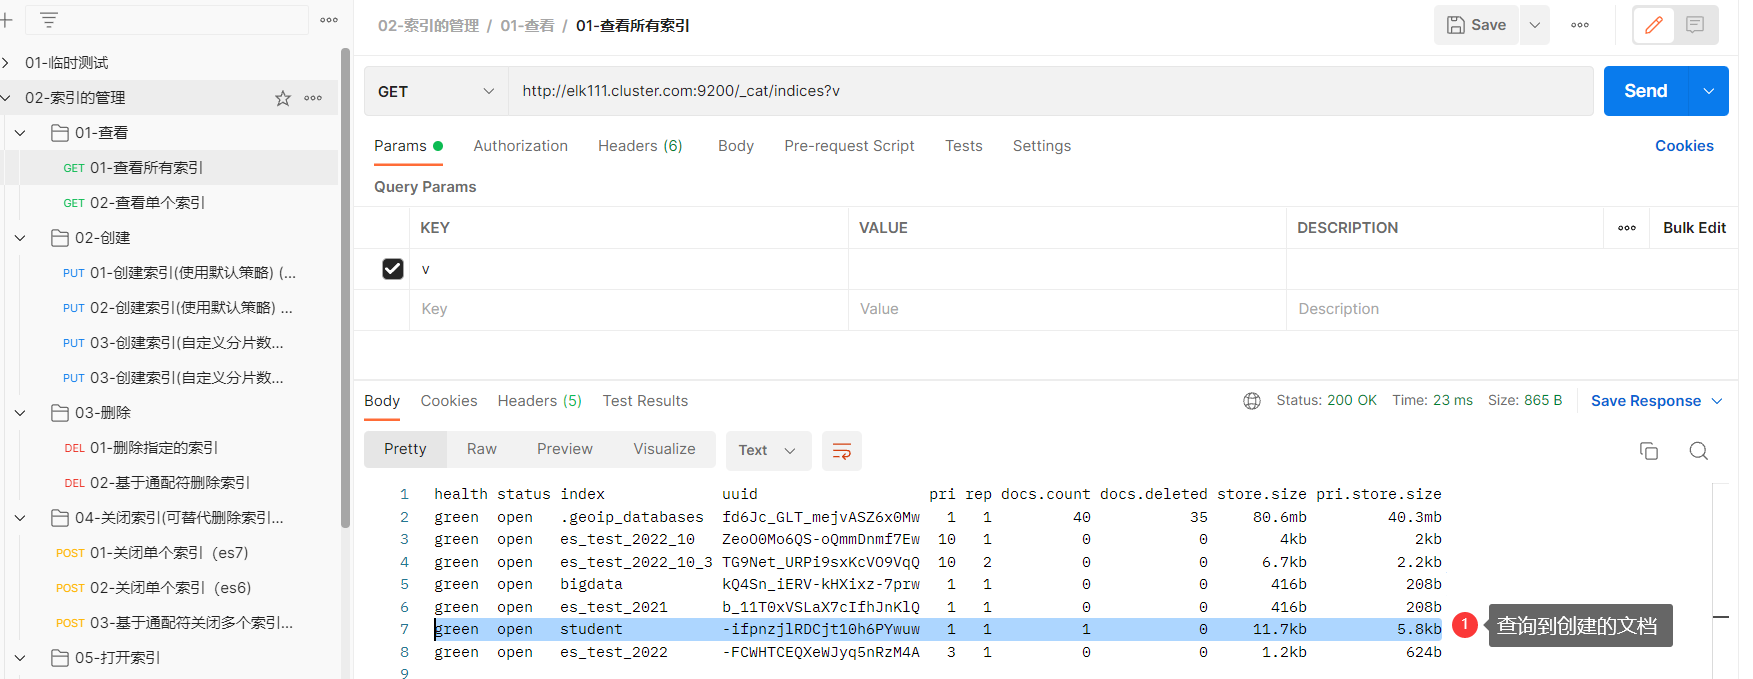 01-临时测试
02-索引的管理
01-查看
GET 01-查看所有索引
GET 02-查看单个索引
02-创建
PUT 01-创建索引(使用默认策略) (...
PUT 02-创建索引(使用默认策略) ...
PUT 03-创建索引(自定义分片数...
PUT 03-创建索引(自定义分片数...
03-删除
DEL 01-删除指定的索引
DEL 02-基于通配符删除索引
04-关闭索引(可替代删除索引...
POST 01-关闭单个索引（es7)
POST 02-关闭单个索引（es6)
POST 03-基于通配符关闭多个索引...
05-打开索引
02-索引的管理 / 01-查看 / 01-查看所有索引
Save
GET http://elk111.cluster.com:9200/_cat/indices?v Send
Params Authorization Headers (6) Body Pre-request Script Tests Settings Cookies
Query Params
KEY VALUE DESCRIPTION Bulk Edit
v
Key Value Description
Body Cookies Headers (5) Test Results Status: 200 OK Time: 23 ms Size: 865 B Save Response
Pretty Raw Preview Visualize Text
1 health status index uuid pri rep docs.count docs.deleted store.size pri.store.size
2 green open .geoip_databases fd6Jc_GLT_mejvASZ6x0Mw 1 1 40 35 80.6mb 40.3mb
3 green open es_test_2022_10 ZeoO0Mo6QS-oQmmDnmf7Ew 10 1 0 0 4kb 2kb
4 green open es_test_2022_10_3 TG9Net_URPi9sxKcVO9VqQ 10 2 0 0 6.7kb 2.2kb
5 green open bigdata kQ4Sn_iERV-kHXixz-7prw 1 1 0 0 416b 208b
6 green open es_test_2021 b_11T0xVSLaX7cIfhJnKlQ 1 1 0 0 416b 208b
7 green open student -ifpnzjlRDCjt10h6PYwuw 1 1 1 0 11.7kb 5.8kb
1 查询到创建的文档
8 green open es_test_2022 -FCWHTCEQXeWJyq5nRzM4A 3 1 0 0 1.2kb 624b
9